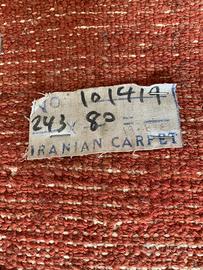 NO 101414
243 x 80 =
IRANIAN CARPET